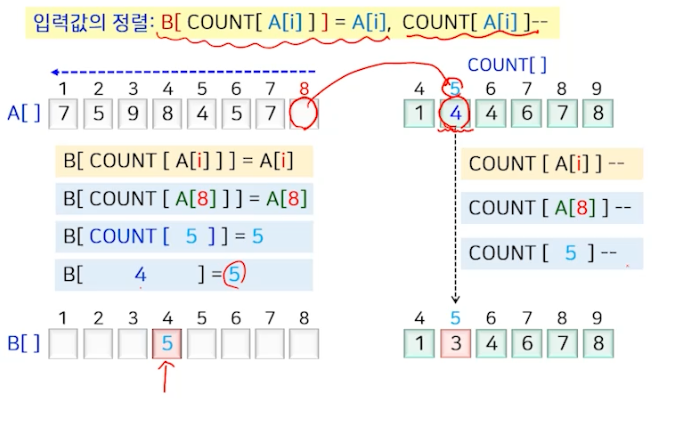 입력값의 정렬: B[ COUNT[ A[i] ] ] = A[i], COUNT[ A[i] ]--
COUNT[]
1 2 3 4 5 6 7 8
4 5 6 7 8 9
A[ ] 7 5 9 8 4 5 7
1 4 4 6 7 8
B[ COUNT [ A[i] ] ] = A[i]
COUNT [ A[i] ] --
B[ COUNT [ A[8] ] ] = A[8]
COUNT [ A[8] ] --
B[ COUNT [ 5 ] ] = 5
COUNT [ 5 ] --
B[ 4 ] = 5
1 2 3 4 5 6 7 8
4 5 6 7 8 9
B[ ] 5
1 3 4 6 7 8